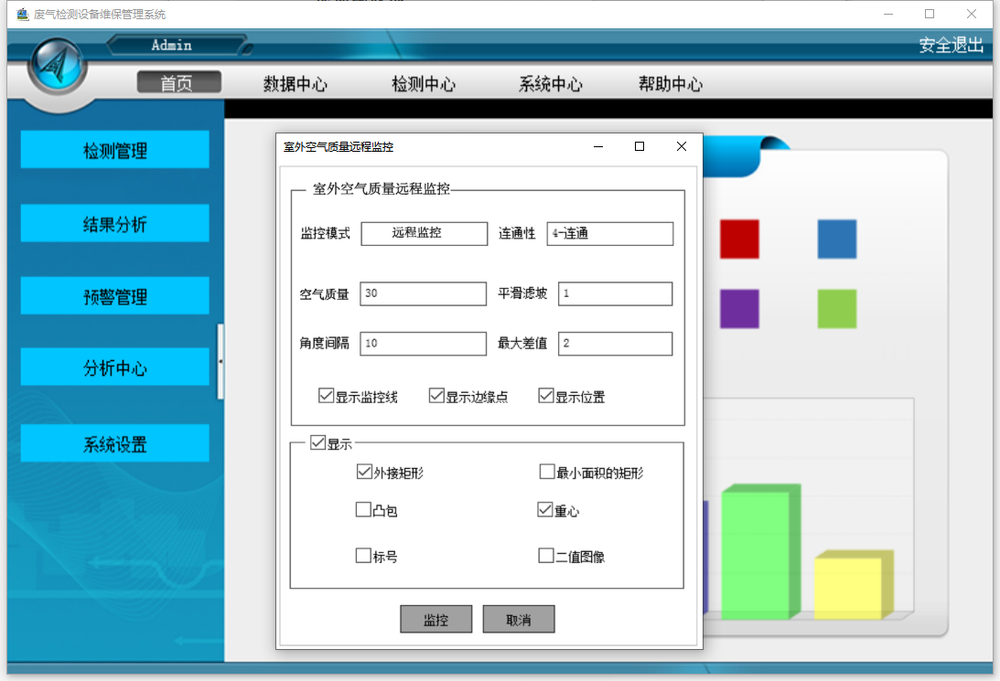 废气检测设备维保管理系统
Admin
安全退出
首页 数据中心 检测中心 系统中心 帮助中心
检测管理
结果分析
预警管理
分析中心
系统设置
室外空气质量远程监控
室外空气质量远程监控
监控模式 远程监控 连通性 4-连通
空气质量 30 平滑滤坡 1
角度间隔 10 最大差值 2
显示监控线 显示边缘点 显示位置
显示
外接矩形 最小面积的矩形
凸包 重心
标号 二值图像
监控 取消